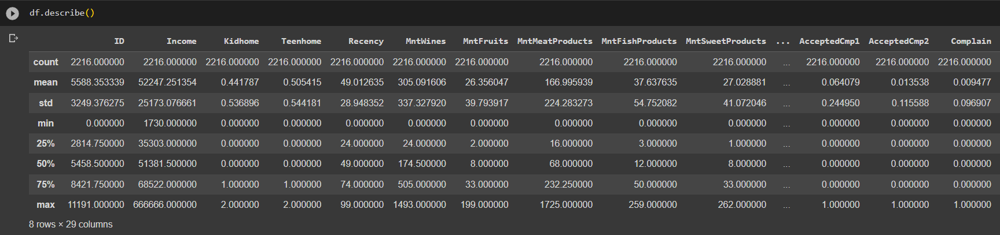 df.describe()
ID Income Kidhome Teenhome Recency MntWines MntFruits MntMeatProducts MntFishProducts MntSweetProducts ... AcceptedCmp1 AcceptedCmp2 Complain
count 2216.000000 2216.000000 2216.000000 2216.000000 2216.000000 2216.000000 2216.000000 2216.000000 2216.000000 2216.000000 ... 2216.000000 2216.000000 2216.000000
mean 5588.353339 52247.251354 0.441787 0.505415 49.012635 305.091606 26.356047 166.995939 37.637635 27.028881 ... 0.064079 0.013538 0.009477
std 3249.376275 25173.076661 0.536896 0.544181 28.948352 337.327920 39.793917 224.283273 54.752082 41.072046 ... 0.244950 0.115588 0.096907
min 0.000000 1730.000000 0.000000 0.000000 0.000000 0.000000 0.000000 0.000000 0.000000 0.000000 ... 0.000000 0.000000 0.000000
25% 2814.750000 35303.000000 0.000000 0.000000 24.000000 24.000000 2.000000 16.000000 3.000000 1.000000 ... 0.000000 0.000000 0.000000
50% 5458.500000 51381.500000 0.000000 0.000000 49.000000 174.500000 8.000000 68.000000 12.000000 8.000000 ... 0.000000 0.000000 0.000000
75% 8421.750000 68522.000000 1.000000 1.000000 74.000000 505.000000 33.000000 232.250000 50.000000 33.000000 ... 0.000000 0.000000 0.000000
max 11191.000000 666666.000000 2.000000 2.000000 99.000000 1493.000000 199.000000 1725.000000 259.000000 262.000000 ... 1.000000 1.000000 1.000000
8 rows × 29 columns